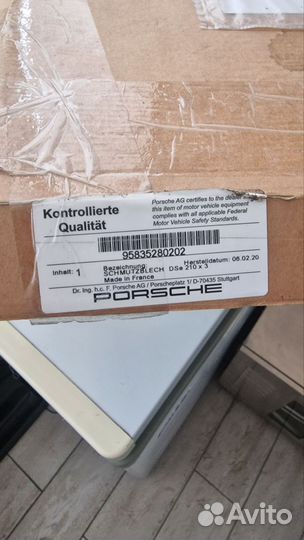 Kontrollierte
Qualität
Porsche AG certifies to the dealer
this item of motor vehicle equipment
complies with all applicable Federal
Motor Vehicle Safety Standards.
95835280202
Inhalt: 1
Bezeichnung: Herstelldatum: 06.02.20
SCHMUTZBLECH DSa 210 x 3
Made in France
Dr. Ing. h.c. F. Porsche AG / Porscheplatz 1/ D-70435 Stuttgart
PORSCHE
Avito